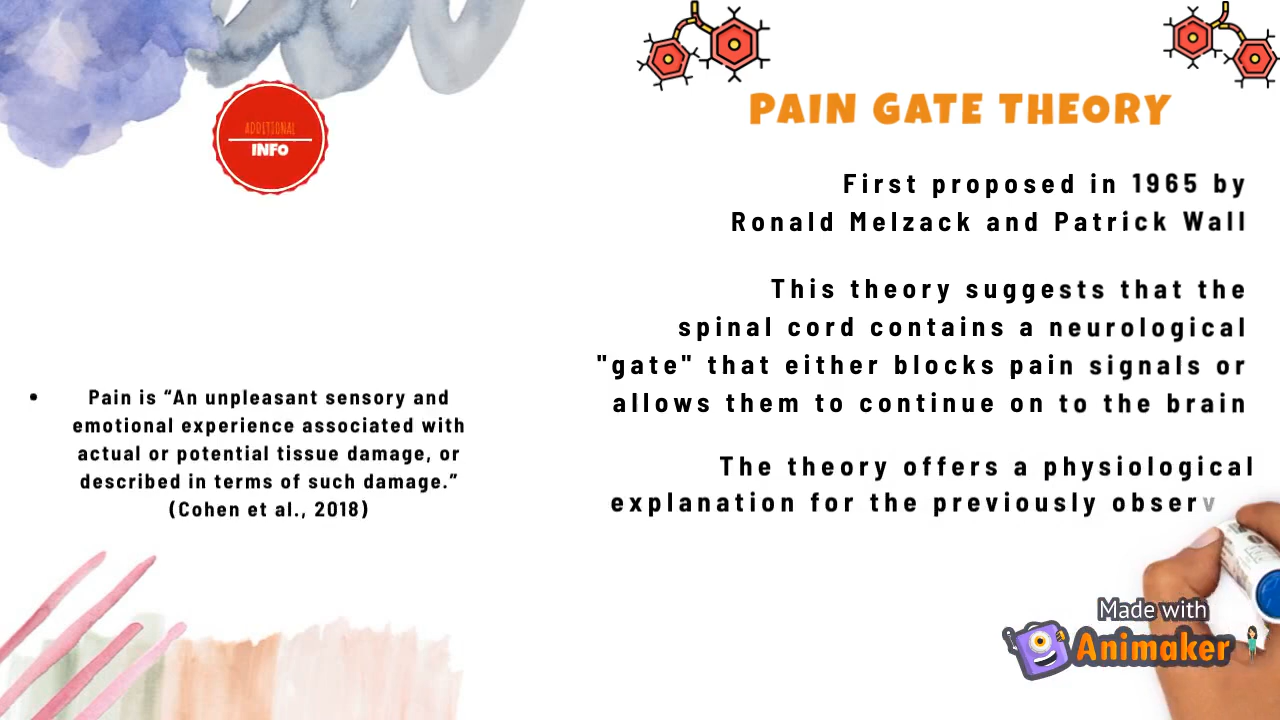 ADDITIONAL
INFO
• Pain is “An unpleasant sensory and
emotional experience associated with
actual or potential tissue damage, or
described in terms of such damage.”
(Cohen et al., 2018)
PAIN GATE THEORY
First proposed in 1965 by
Ronald Melzack and Patrick Wall
This theory suggests that the
spinal cord contains a neurological
"gate" that either blocks pain signals or
allows them to continue on to the brain
The theory offers a physiological
explanation for the previously observ
Made with
Animaker